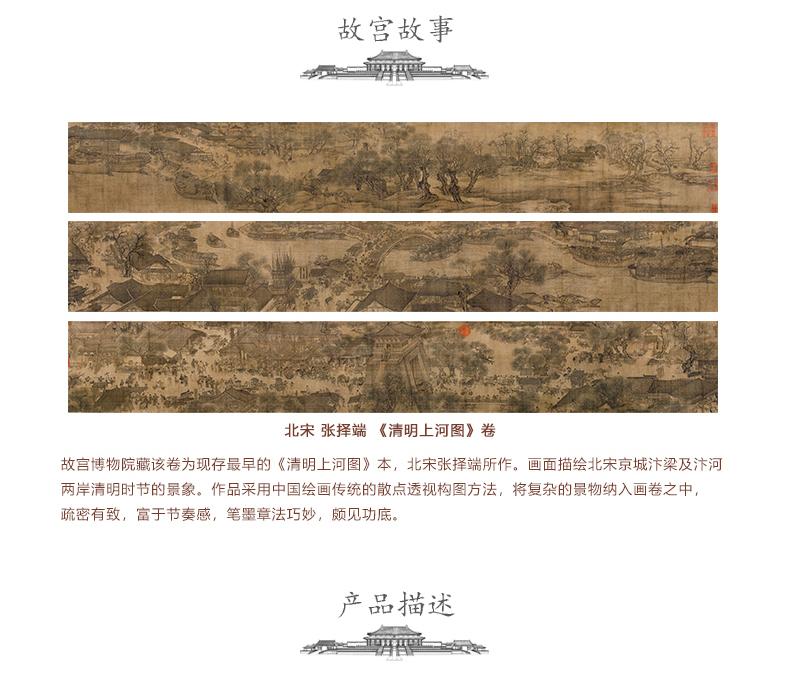 故宫故事
北宋 张择端 《清明上河图》卷
故宫博物院藏该卷为现存最早的《清明上河图》本，北宋张择端所作。画面描绘北宋京城汴梁及汴河
两岸清明时节的景象。作品采用中国绘画传统的散点透视构图方法，将复杂的景物纳入画卷之中，
疏密有致，富于节奏感，笔墨章法巧妙，颇见功底。
产品描述